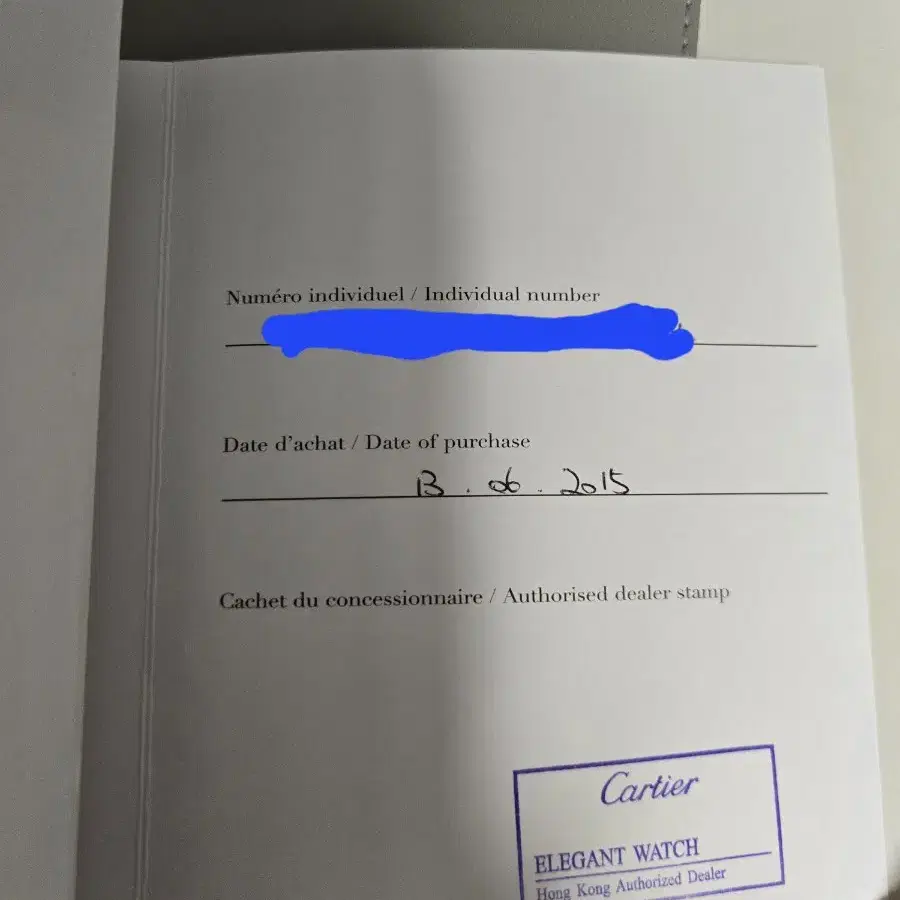 Numéro individuel / Individual number
Date d'achat / Date of purchase
13 . 06 . 2015
Cachet du concessionnaire / Authorised dealer stamp
Cartier
ELEGANT WATCH
Hong Kong Authorized Dealer